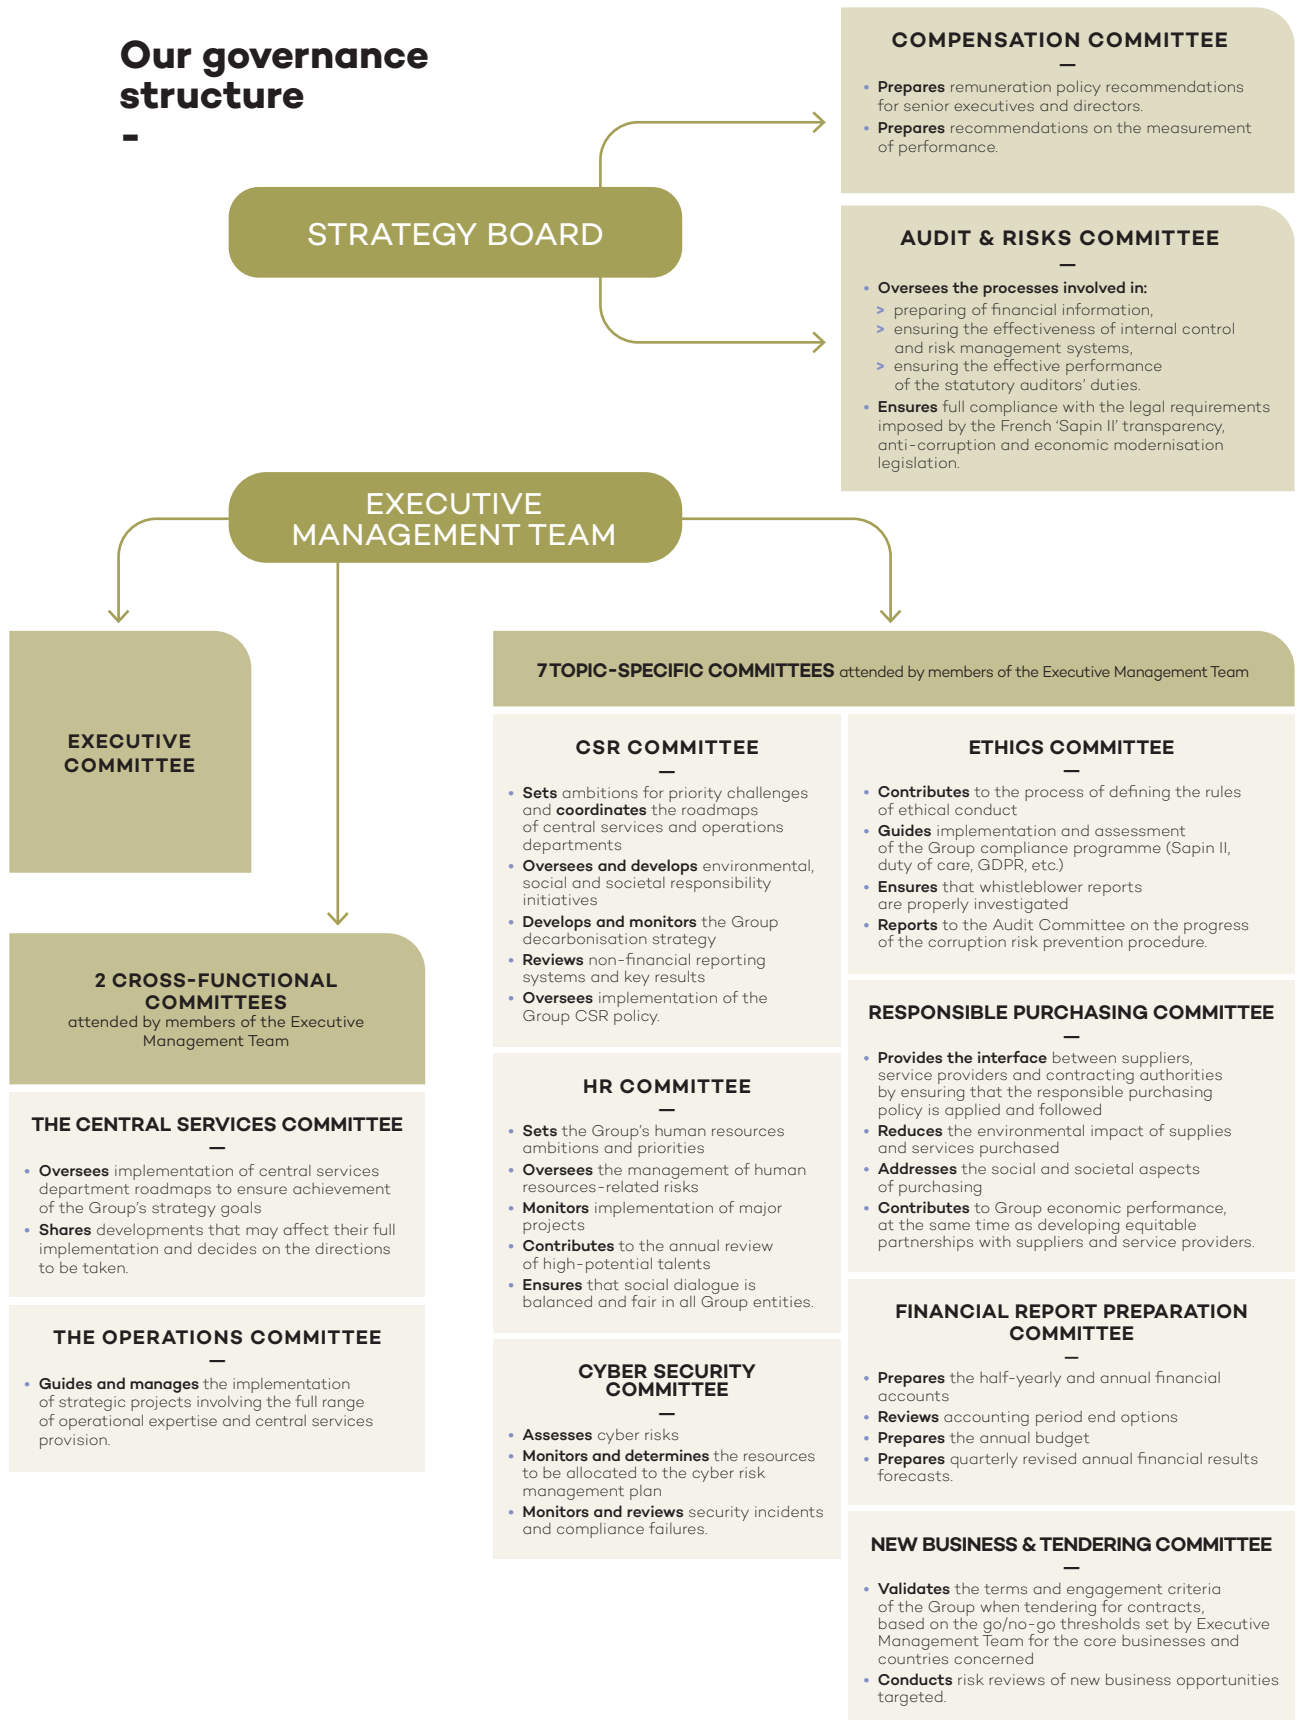 Our governance
structure
-
COMPENSATION COMMITTEE
—
• Prepares remuneration policy recommendations
for senior executives and directors.
• Prepares recommendations on the measurement
of performance.
STRATEGY BOARD
AUDIT & RISKS COMMITTEE
—
• Oversees the processes involved in:
> preparing of financial information,
> ensuring the effectiveness of internal control
and risk management systems,
> ensuring the effective performance
of the statutory auditors’ duties.
• Ensures full compliance with the legal requirements
imposed by the French ‘Sapin II’ transparency,
anti-corruption and economic modernisation
legislation.
EXECUTIVE
MANAGEMENT TEAM
EXECUTIVE
COMMITTEE
2 CROSS-FUNCTIONAL
COMMITTEES
attended by members of the Executive
Management Team
THE CENTRAL SERVICES COMMITTEE
—
• Oversees implementation of central services
department roadmaps to ensure achievement
of the Group’s strategy goals
• Shares developments that may affect their full
implementation and decides on the directions
to be taken.
THE OPERATIONS COMMITTEE
—
• Guides and manages the implementation
of strategic projects involving the full range
of operational expertise and central services
provision.
7 TOPIC-SPECIFIC COMMITTEES attended by members of the Executive Management Team
CSR COMMITTEE
—
• Sets ambitions for priority challenges
and coordinates the roadmaps
of central services and operations
departments
• Oversees and develops environmental,
social and societal responsibility
initiatives
• Develops and monitors the Group
decarbonisation strategy
• Reviews non-financial reporting
systems and key results
• Oversees implementation of the
Group CSR policy.
HR COMMITTEE
—
• Sets the Group’s human resources
ambitions and priorities
• Oversees the management of human
resources-related risks
• Monitors implementation of major
projects
• Contributes to the annual review
of high-potential talents
• Ensures that social dialogue is
balanced and fair in all Group entities.
CYBER SECURITY
COMMITTEE
—
• Assesses cyber risks
• Monitors and determines the resources
to be allocated to the cyber risk
management plan
• Monitors and reviews security incidents
and compliance failures.
ETHICS COMMITTEE
—
• Contributes to the process of defining the rules
of ethical conduct
• Guides implementation and assessment
of the Group compliance programme (Sapin II,
duty of care, GDPR, etc.)
• Ensures that whistleblower reports
are properly investigated
• Reports to the Audit Committee on the progress
of the corruption risk prevention procedure.
RESPONSIBLE PURCHASING COMMITTEE
—
• Provides the interface between suppliers,
service providers and contracting authorities
by ensuring that the responsible purchasing
policy is applied and followed
• Reduces the environmental impact of supplies
and services purchased
• Addresses the social and societal aspects
of purchasing
• Contributes to Group economic performance,
at the same time as developing equitable
partnerships with suppliers and service providers.
FINANCIAL REPORT PREPARATION
COMMITTEE
—
• Prepares the half-yearly and annual financial
accounts
• Reviews accounting period end options
• Prepares the annual budget
• Prepares quarterly revised annual financial results
forecasts.
NEW BUSINESS & TENDERING COMMITTEE
—
• Validates the terms and engagement criteria
of the Group when tendering for contracts,
based on the go/no-go thresholds set by Executive
Management Team for the core businesses and
countries concerned
• Conducts risk reviews of new business opportunities
targeted.